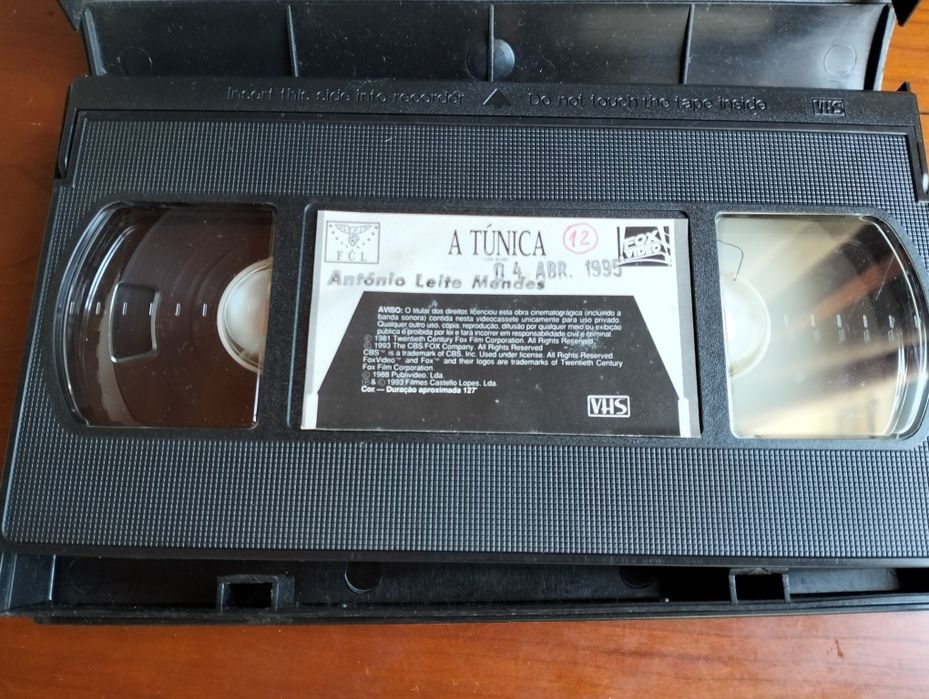 Insert this side into recorder Do not touch the tape inside VHS
FCL
A TÚNICA
12
FOX
VIDEO
04 ABR. 1995
António Leite Mendes
AVISO: O titular dos direitos licenciou esta obra cinematográfica (incluindo a
banda sonora) contida nesta videocassete unicamente para uso privado.
Qualquer outro uso, cópia, reprodução, difusão por qualquer meio ou exibição
pública é proibida por lei e fará incorrer em responsabilidade civil e criminal.
© 1981 Twentieth Century Fox Film Corporation. All Rights Reserved.
© 1993 The CBS/FOX Company. All Rights Reserved
CBS™ is a trademark of CBS, Inc. Used under license. All Rights Reserved.
FoxVideo™ and Fox™ and their logos are trademarks of Twentieth Century
Fox Film Corporation.
© 1988 Publivideo, Lda.
℗ & © 1993 Filmes Castello Lopes, Lda.
Cor. — Duração aproximada 127'
VHS